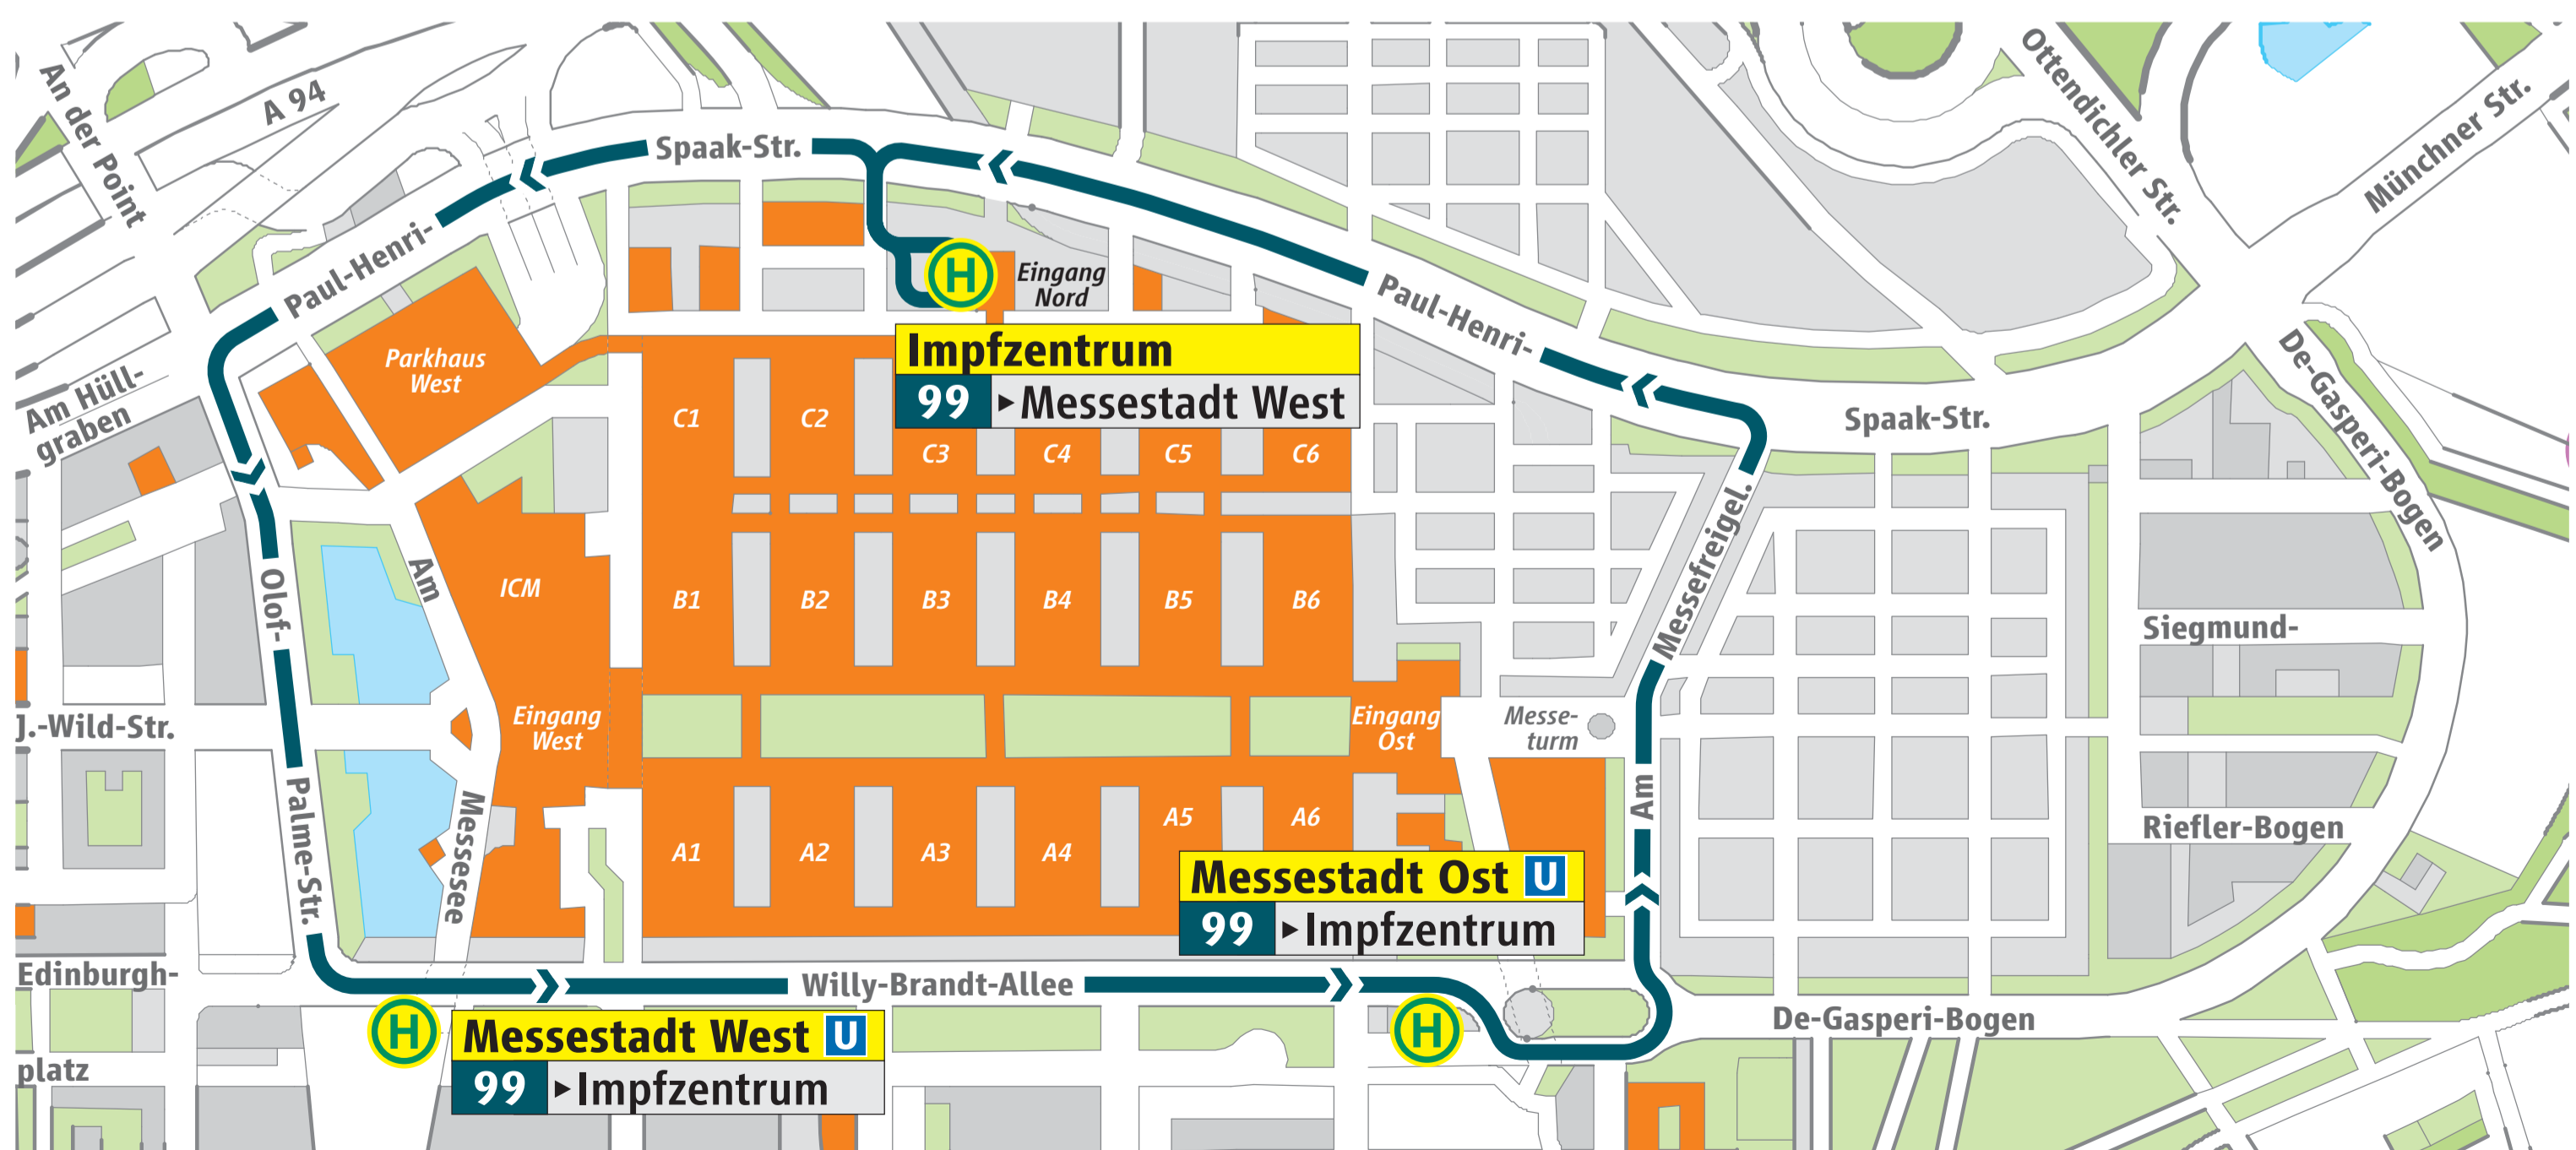 An der Point
A 94
Spaak-Str.
Ottendichler Str.
Münchner Str.
Paul-Henri-
H
Eingang
Nord
Paul-Henri-
De-Gasperi-Bogen
Parkhaus
West
Impfzentrum
99 ▸ Messestadt West
Am Hüll-
graben
Spaak-Str.
C1
C2
C3
C4
C5
C6
Messefreigel.
Am
Olof-
Palme-Str.
Am
Messesee
ICM
B1
B2
B3
B4
B5
B6
Siegmund-
J.-Wild-Str.
Eingang
West
Eingang
Ost
Messe-
turm
Riefler-Bogen
A1
A2
A3
A4
A5
A6
Messestadt Ost U
99 ▸ Impfzentrum
Edinburgh-
platz
Willy-Brandt-Allee
De-Gasperi-Bogen
H
H
Messestadt West U
99 ▸ Impfzentrum